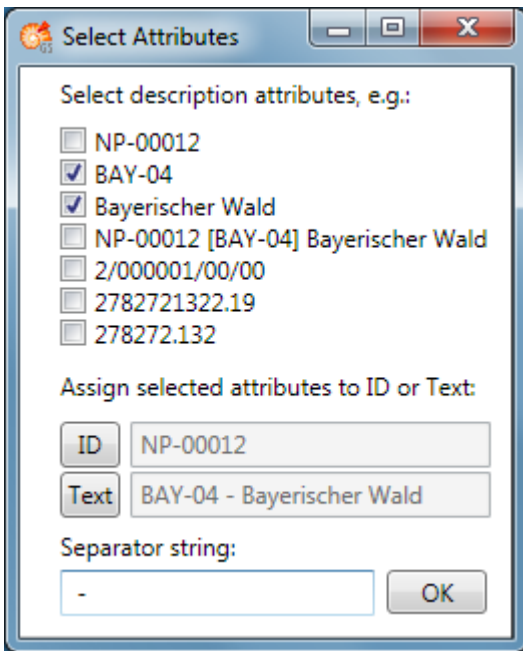 GS Select Attributes
Select description attributes, e.g.:
NP-00012
BAY-04
Bayerischer Wald
NP-00012 [BAY-04] Bayerischer Wald
2/000001/00/00
2782721322.19
278272.132
Assign selected attributes to ID or Text:
ID NP-00012
Text BAY-04 - Bayerischer Wald
Separator string:
- OK